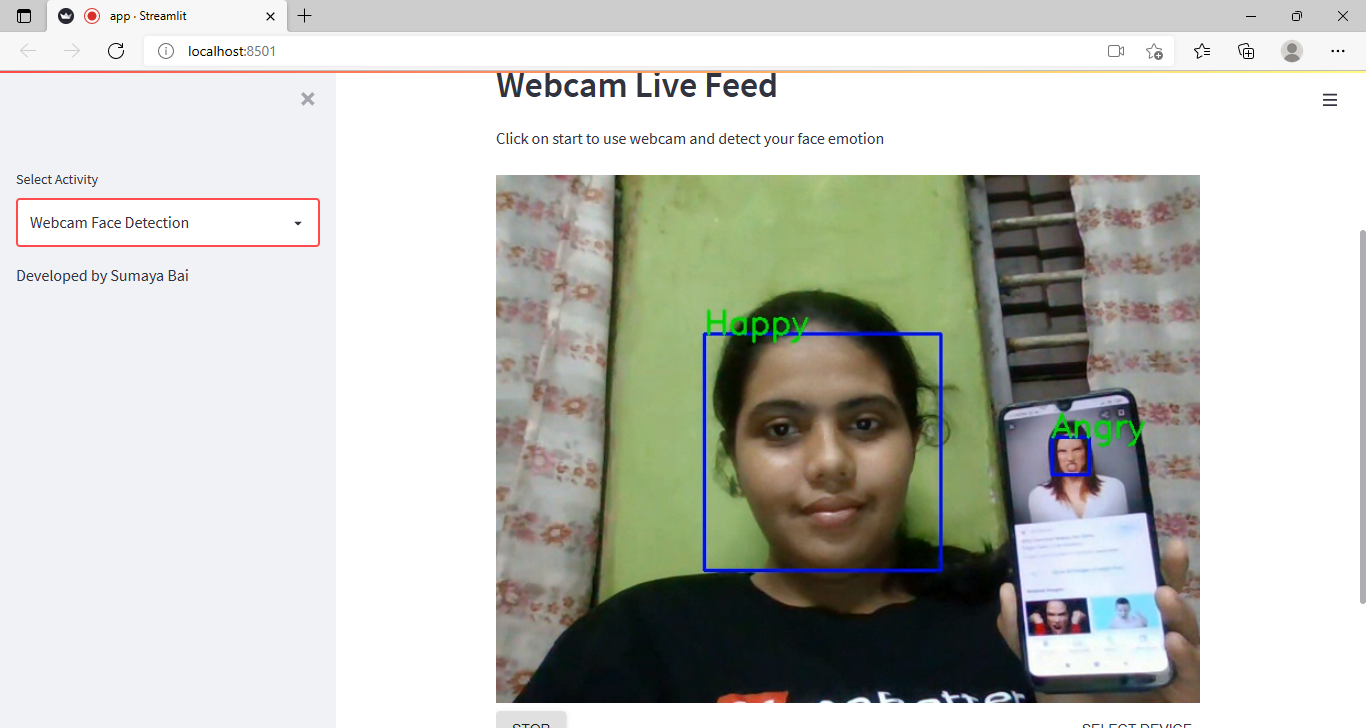 app · Streamlit
localhost:8501
Webcam Live Feed
Click on start to use webcam and detect your face emotion
Select Activity
Webcam Face Detection
Developed by Sumaya Bai
Happy
Angry
STOP
SELECT DEVICE